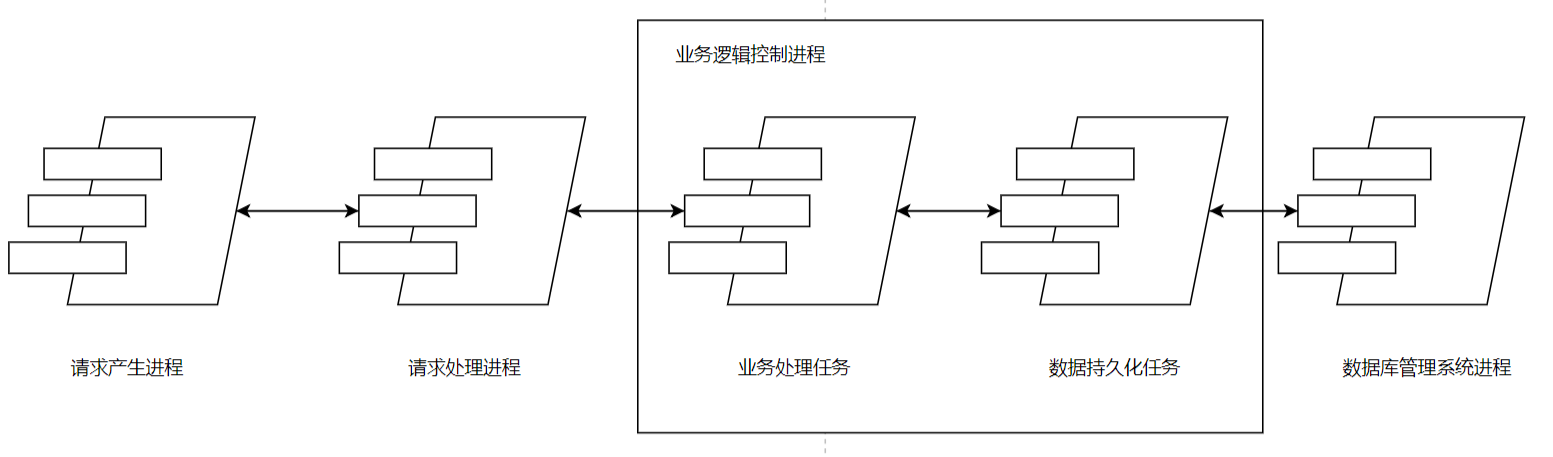 业务逻辑控制进程
请求产生进程
请求处理进程
业务处理任务
数据持久化任务
数据库管理系统进程